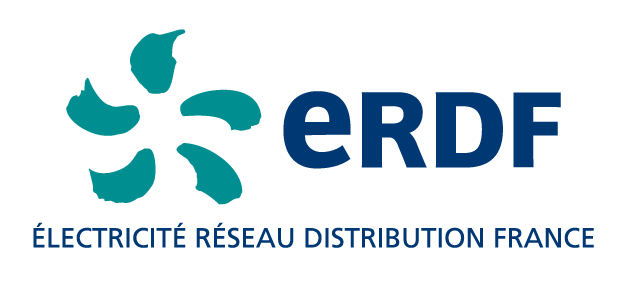 eRDF
ÉLECTRICITÉ RÉSEAU DISTRIBUTION FRANCE